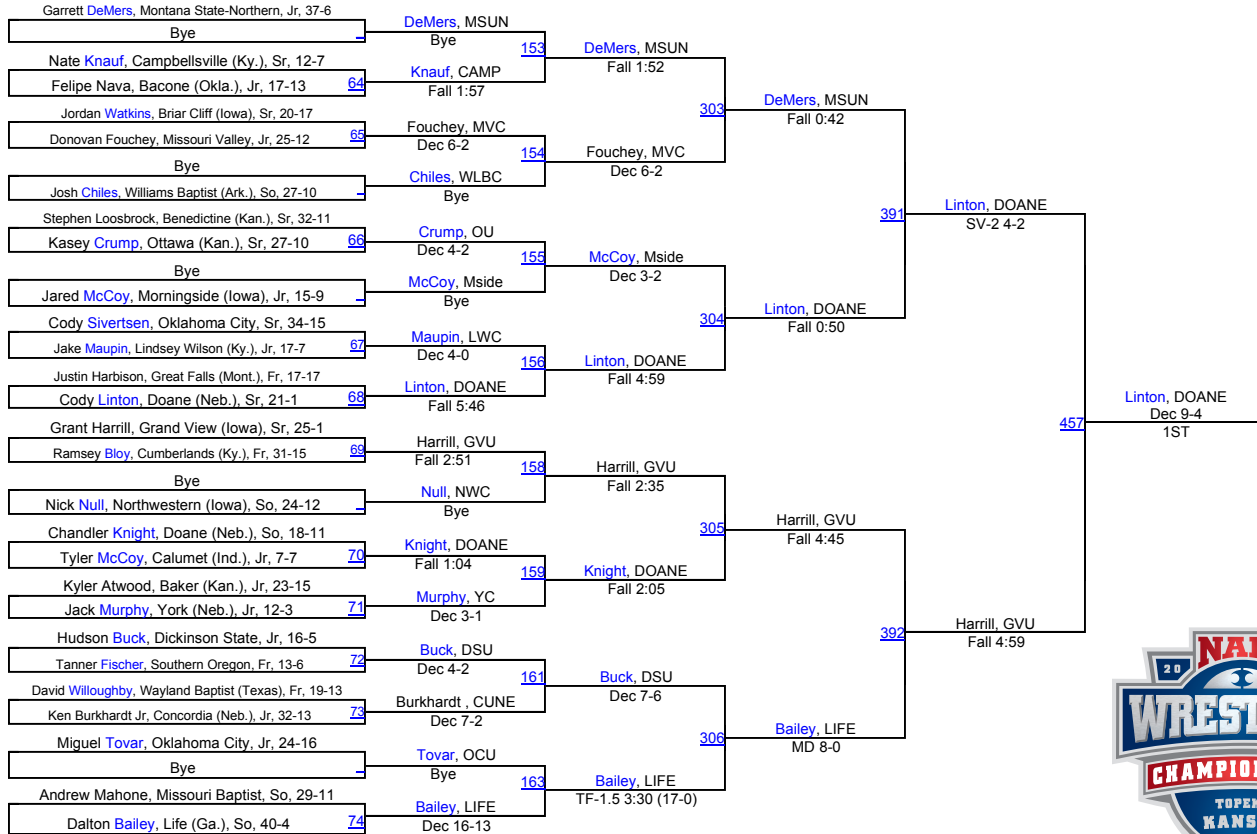 Garrett DeMers, Montana State-Northern, Jr, 37-6
Bye
Nate Knauf, Campbellsville (Ky.), Sr, 12-7
Felipe Nava, Bacone (Okla.), Jr, 17-13 64
Jordan Watkins, Briar Cliff (Iowa), Sr, 20-17
Donovan Fouchey, Missouri Valley, Jr, 25-12 65
Bye
Josh Chiles, Williams Baptist (Ark.), So, 27-10
Stephen Loosbrock, Benedictine (Kan.), Sr, 32-11
Kasey Crump, Ottawa (Kan.), Sr, 27-10 66
Bye
Jared McCoy, Morningside (Iowa), Jr, 15-9
Cody Sivertsen, Oklahoma City, Sr, 34-15
Jake Maupin, Lindsey Wilson (Ky.), Jr, 17-7 67
Justin Harbison, Great Falls (Mont.), Fr, 17-17
Cody Linton, Doane (Neb.), Sr, 21-1 68
Grant Harrill, Grand View (Iowa), Sr, 25-1
Ramsey Bloy, Cumberlands (Ky.), Fr, 31-15 69
Bye
Nick Null, Northwestern (Iowa), So, 24-12
Chandler Knight, Doane (Neb.), So, 18-11
Tyler McCoy, Calumet (Ind.), Jr, 7-7 70
Kyler Atwood, Baker (Kan.), Jr, 23-15
Jack Murphy, York (Neb.), Jr, 12-3 71
Hudson Buck, Dickinson State, Jr, 16-5
Tanner Fischer, Southern Oregon, Fr, 13-6 72
David Willoughby, Wayland Baptist (Texas), Fr, 19-13
Ken Burkhardt Jr, Concordia (Neb.), Jr, 32-13 73
Miguel Tovar, Oklahoma City, Jr, 24-16
Bye
Andrew Mahone, Missouri Baptist, So, 29-11
Dalton Bailey, Life (Ga.), So, 40-4 74
DeMers, MSUN
Bye
153
Knauf, CAMP
Fall 1:57
Fouchey, MVC
Dec 6-2
154
Chiles, WLBC
Bye
Crump, OU
Dec 4-2
155
McCoy, Mside
Bye
Maupin, LWC
Dec 4-0
156
Linton, DOANE
Fall 5:46
Harrill, GVU
Fall 2:51
158
Null, NWC
Bye
Knight, DOANE
Fall 1:04
159
Murphy, YC
Dec 3-1
Buck, DSU
Dec 4-2
161
Burkhardt , CUNE
Dec 7-2
Tovar, OCU
Bye
163
Bailey, LIFE
Dec 16-13
DeMers, MSUN
Fall 1:52
303
Fouchey, MVC
Dec 6-2
McCoy, Mside
Dec 3-2
304
Linton, DOANE
Fall 4:59
Harrill, GVU
Fall 2:35
305
Knight, DOANE
Fall 2:05
Buck, DSU
Dec 7-6
306
Bailey, LIFE
TF-1.5 3:30 (17-0)
DeMers, MSUN
Fall 0:42
391
Linton, DOANE
Fall 0:50
Harrill, GVU
Fall 4:45
392
Bailey, LIFE
MD 8-0
Linton, DOANE
SV-2 4-2
457
Harrill, GVU
Fall 4:59
Linton, DOANE
Dec 9-4
1ST
20